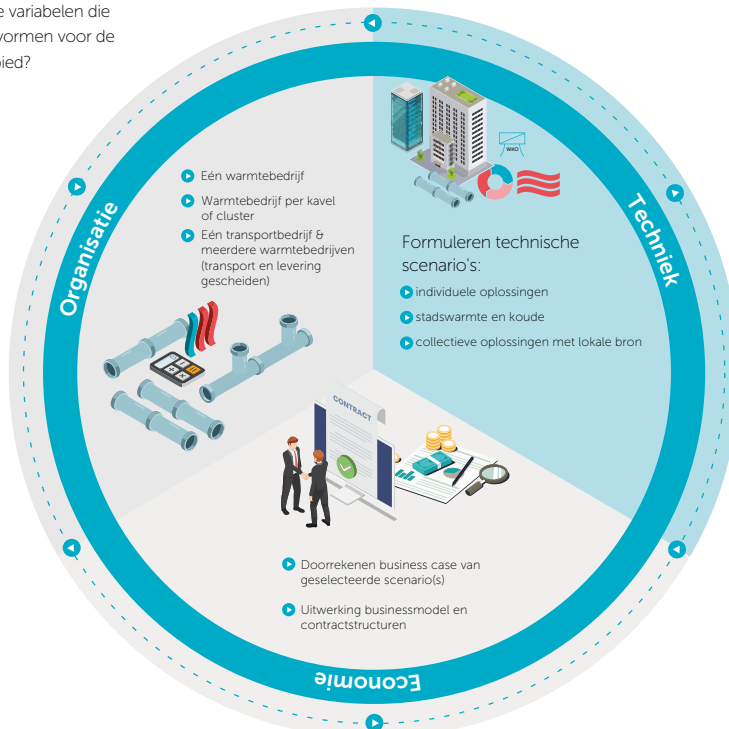 variabelen die
vormen voor de
Organisatie
Eén warmtebedrijf
Warmtebedrijf per kavel
of cluster
Eén transportbedrijf &
meerdere warmtebedrijven
(transport en levering
gescheiden)
WKO
Techniek
Formuleren technische
scenario's:
individuele oplossingen
stadswarmte en koude
collectieve oplossingen met lokale bron
CONTRACT
Doorrekenen business case van
geselecteerde scenario(s)
Uitwerking businessmodel en
contractstructuren
Economie